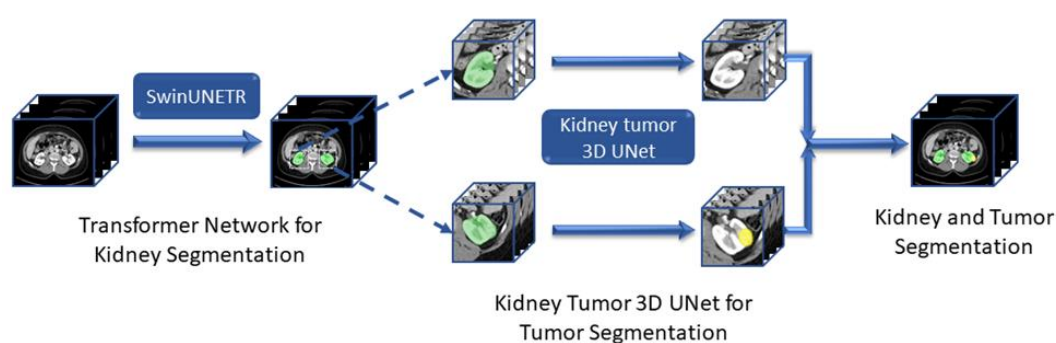 SwinUNETR
Transformer Network for
Kidney Segmentation
Kidney tumor
3D UNet
Kidney Tumor 3D UNet for
Tumor Segmentation
Kidney and Tumor
Segmentation